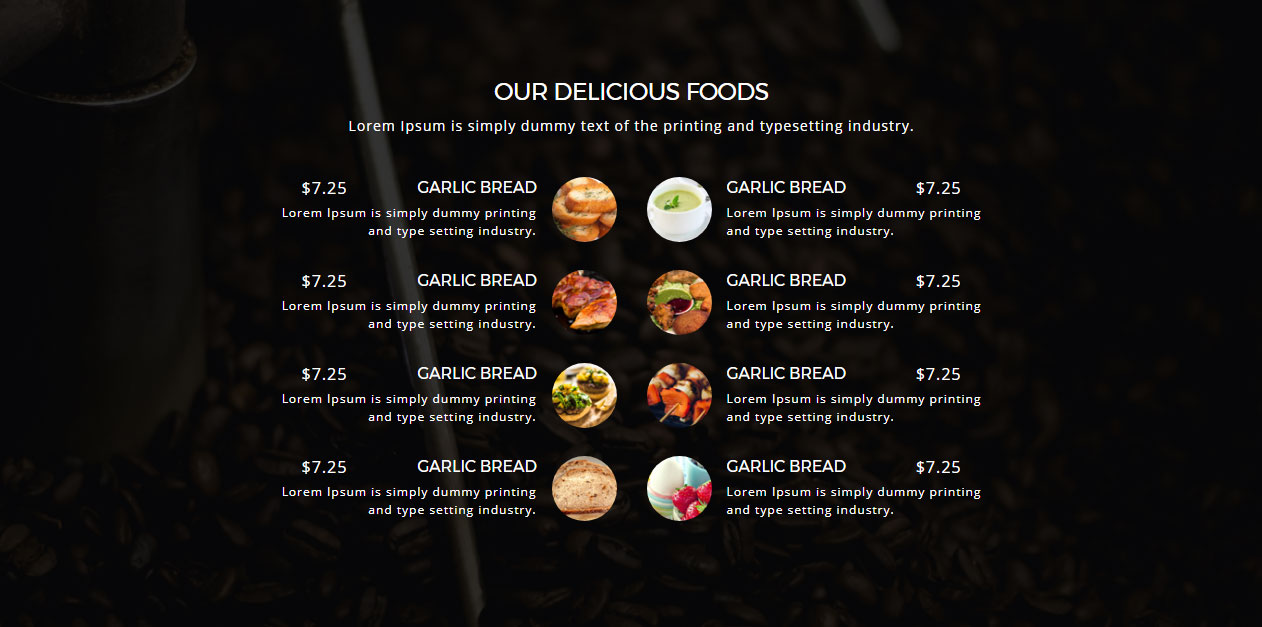 OUR DELICIOUS FOODS
Lorem Ipsum is simply dummy text of the printing and typesetting industry.
$7.25 GARLIC BREAD
Lorem Ipsum is simply dummy printing
and type setting industry.
GARLIC BREAD $7.25
Lorem Ipsum is simply dummy printing
and type setting industry.
$7.25 GARLIC BREAD
Lorem Ipsum is simply dummy printing
and type setting industry.
GARLIC BREAD $7.25
Lorem Ipsum is simply dummy printing
and type setting industry.
$7.25 GARLIC BREAD
Lorem Ipsum is simply dummy printing
and type setting industry.
GARLIC BREAD $7.25
Lorem Ipsum is simply dummy printing
and type setting industry.
$7.25 GARLIC BREAD
Lorem Ipsum is simply dummy printing
and type setting industry.
GARLIC BREAD $7.25
Lorem Ipsum is simply dummy printing
and type setting industry.